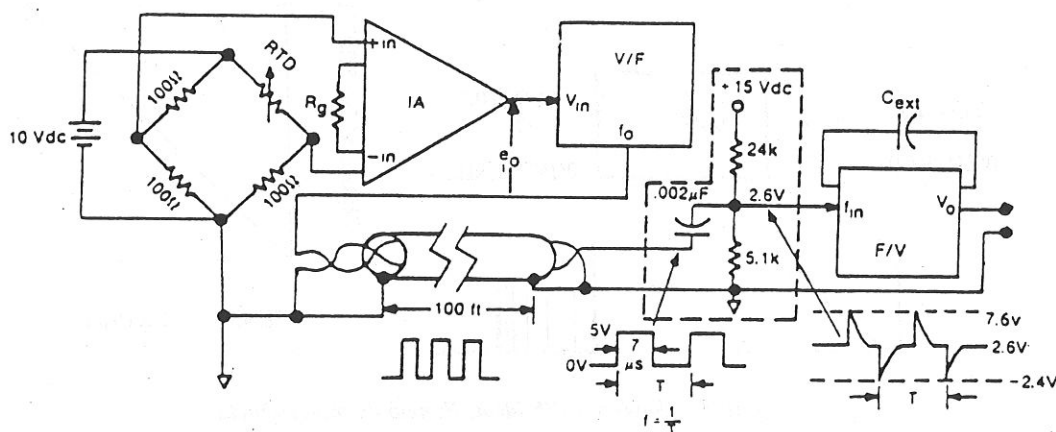 RTD
100Ω
+in
Rg
IA
-in
V/F
Vin
fo
eo
10 Vdc
100Ω
100Ω
+15 Vdc
24k
.002μF
2.6V
5.1k
Cext
fin
Vo
F/V
100 ft
5V
0V
7
μs
T
f = 1/T
7.6V
2.6V
-2.4V
T